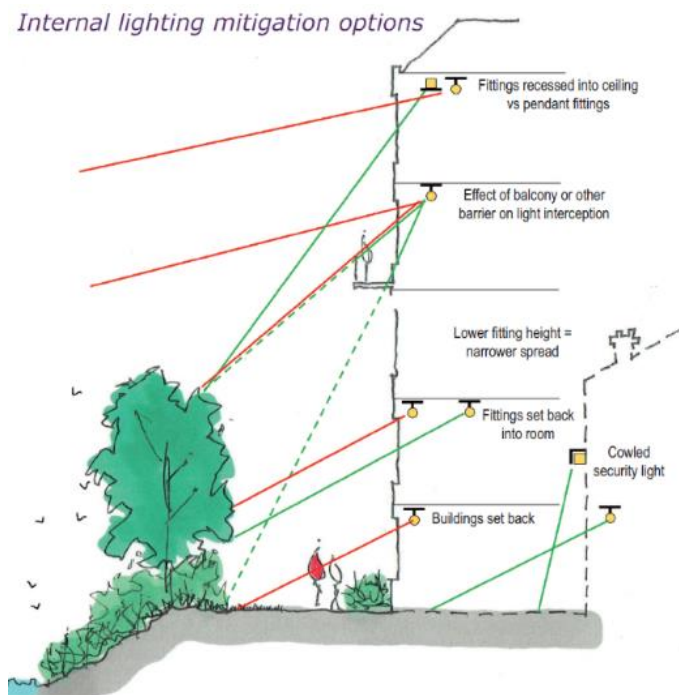 Internal lighting mitigation options
Fittings recessed into ceiling
vs pendant fittings
Effect of balcony or other
barrier on light interception
Lower fitting height =
narrower spread
Fittings set back
into room
Cowled
security light
Buildings set back